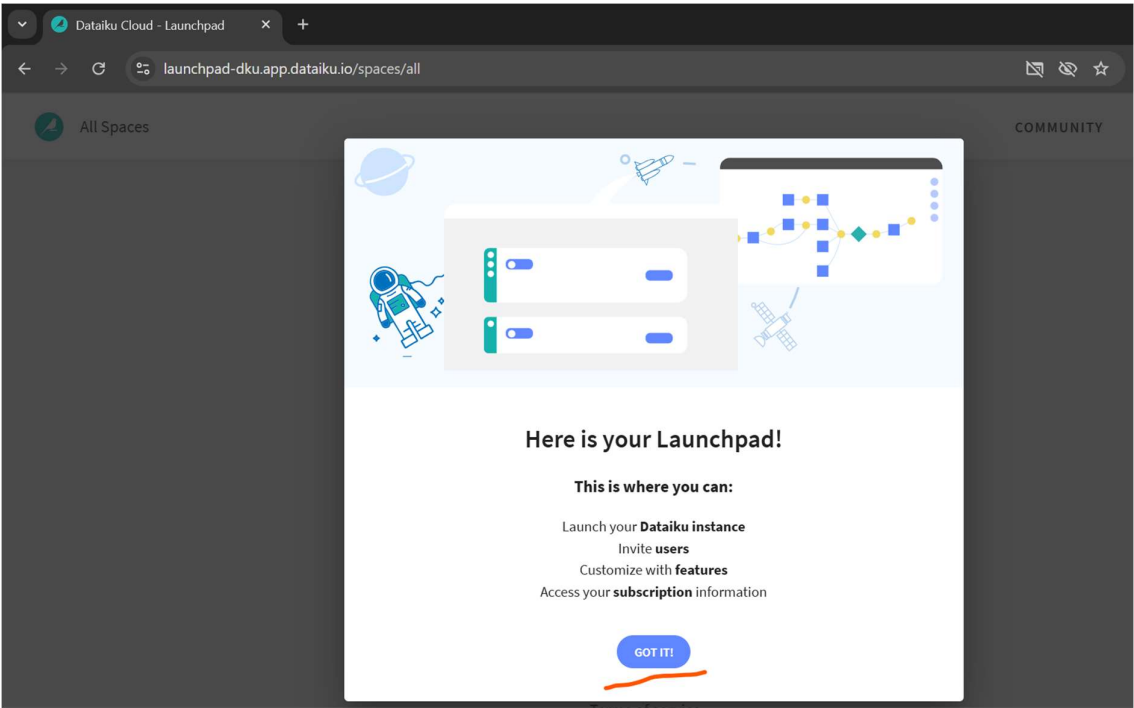 Dataiku Cloud - Launchpad
launchpad-dku.app.dataiku.io/spaces/all
All Spaces
COMMUNITY
Here is your Launchpad!
This is where you can:
Launch your Dataiku instance
Invite users
Customize with features
Access your subscription information
GOT IT!